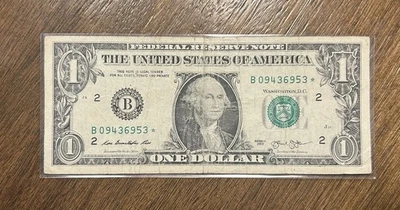 FEDERAL RESERVE NOTE
THE UNITED STATES OF AMERICA
THIS NOTE IS LEGAL TENDER
FOR ALL DEBTS, PUBLIC AND PRIVATE
B 09436953 *
WASHINGTON, D.C.
2
2
B
1
1
B 09436953 *
2
2
1
1
ONE DOLLAR